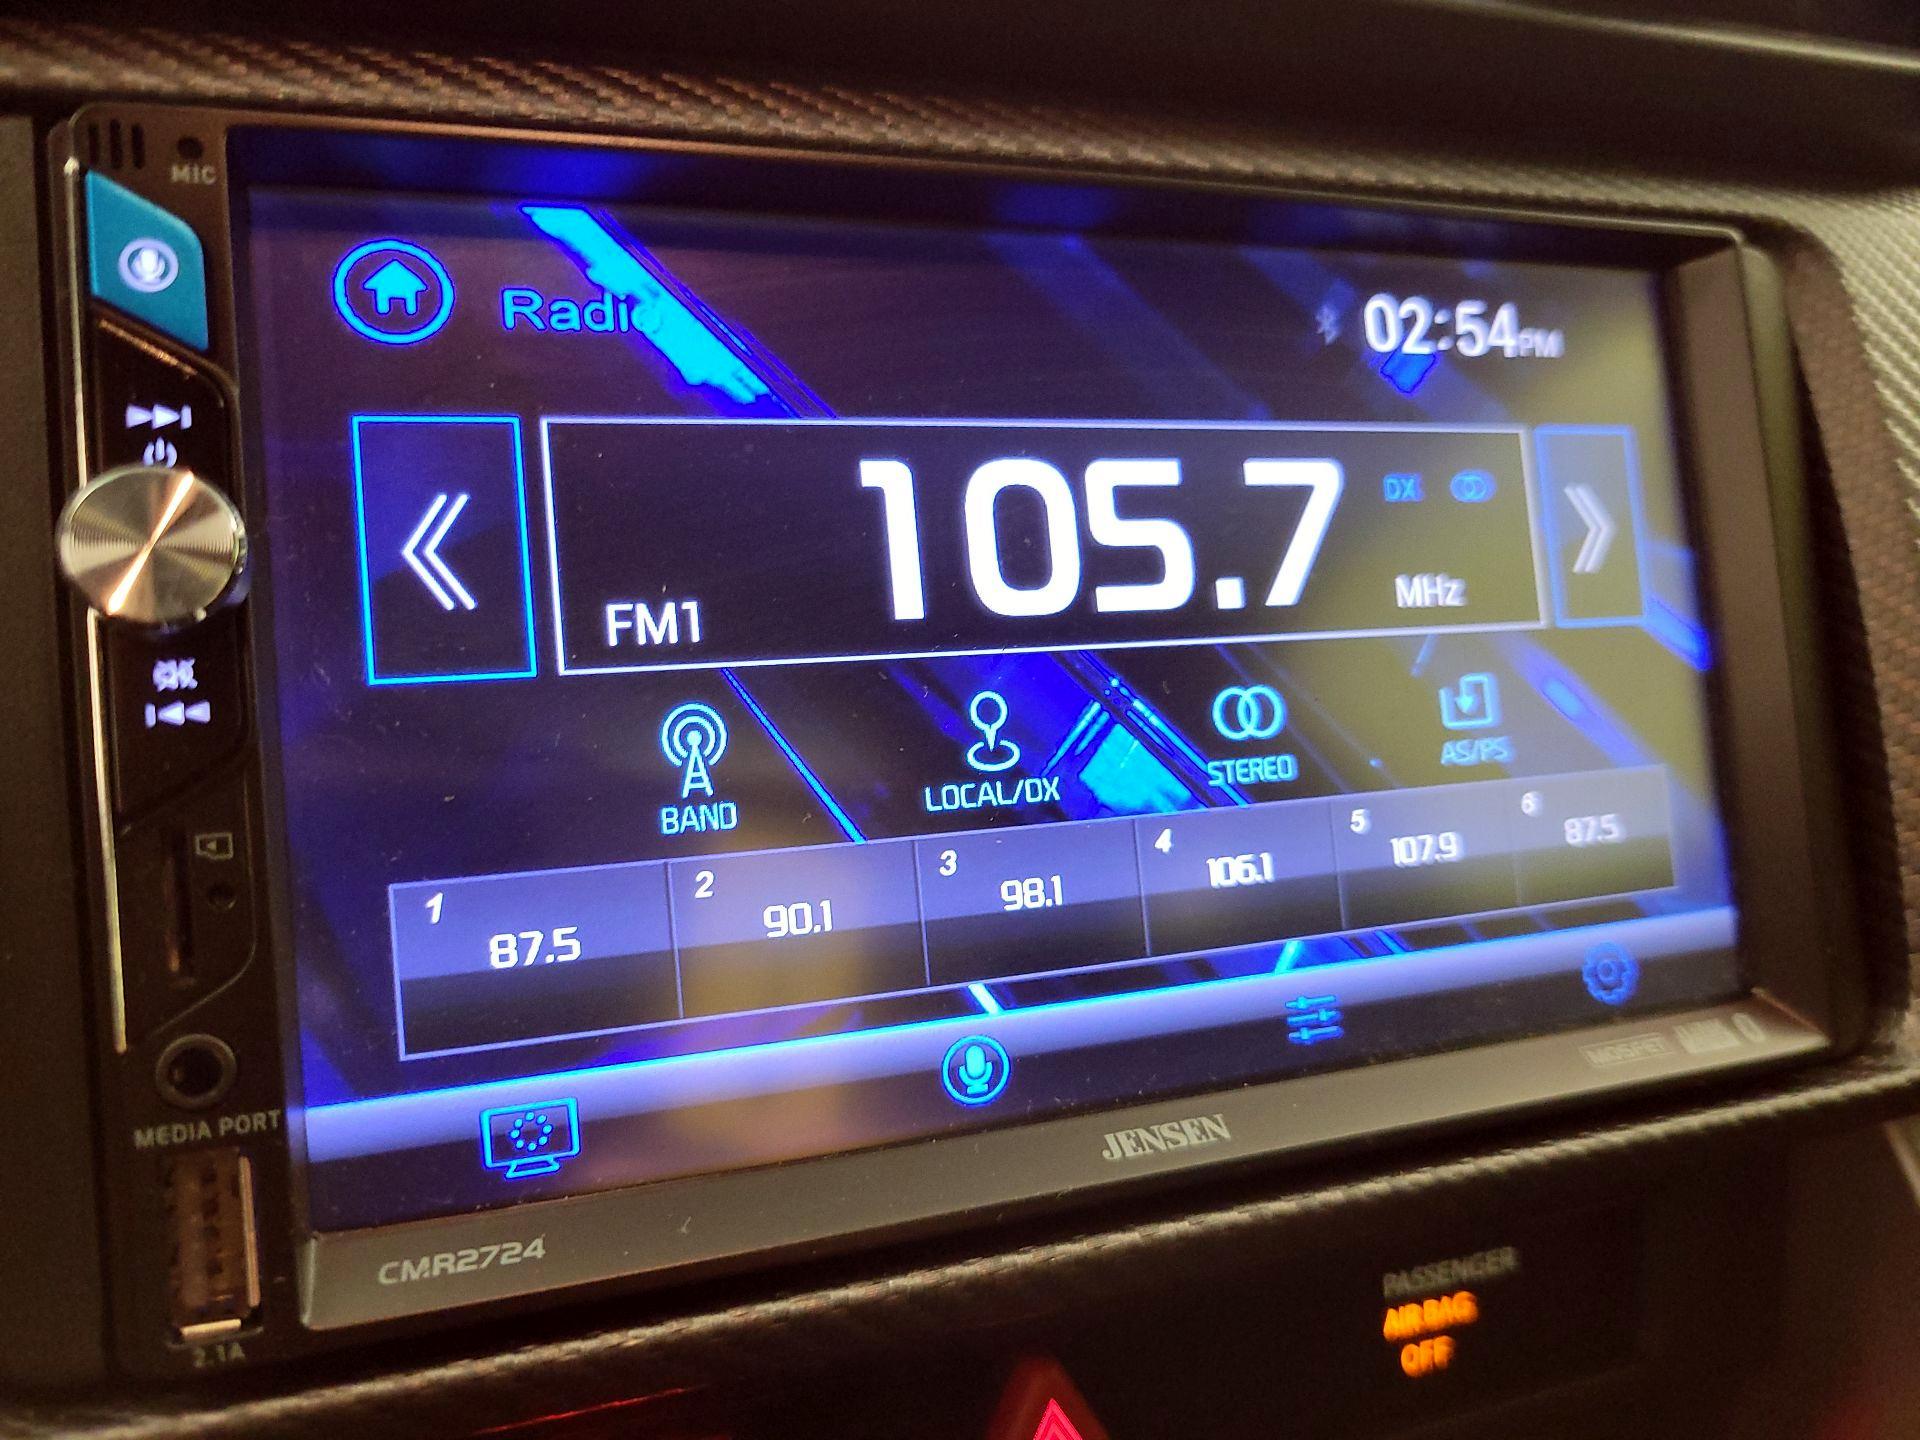 MIC
Radio
02:54PM
105.7
DX
FM1
MHz
BAND
LOCAL/DX
STEREO
AS/PS
1
87.5
2
90.1
3
98.1
4
106.1
5
107.9
6
87.5
MEDIA PORT
JENSEN
MOSFET
CMR2724
2.1A
PASSENGER
AIRBAG
OFF